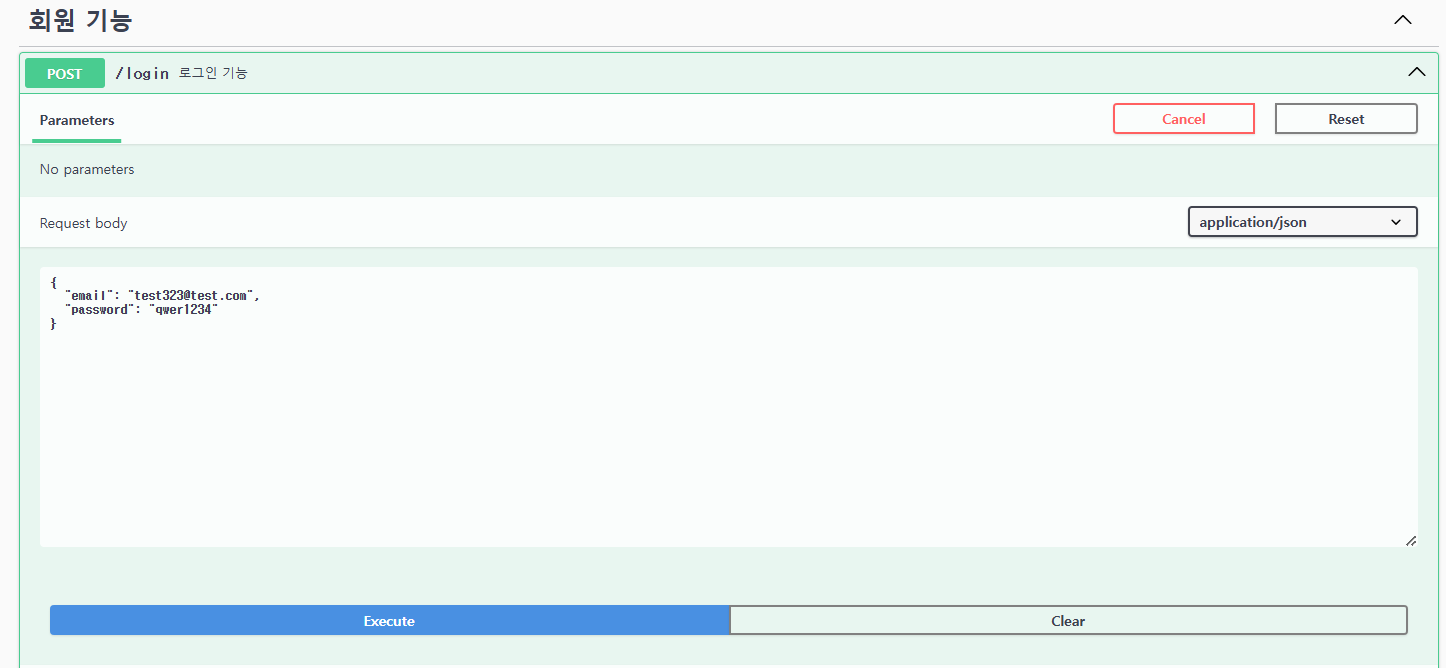 회원 기능
POST /login 로그인 기능
Parameters Cancel Reset
No parameters
Request body application/json
{
"email": "test323@test.com",
"password": "qwer1234"
}
Execute Clear